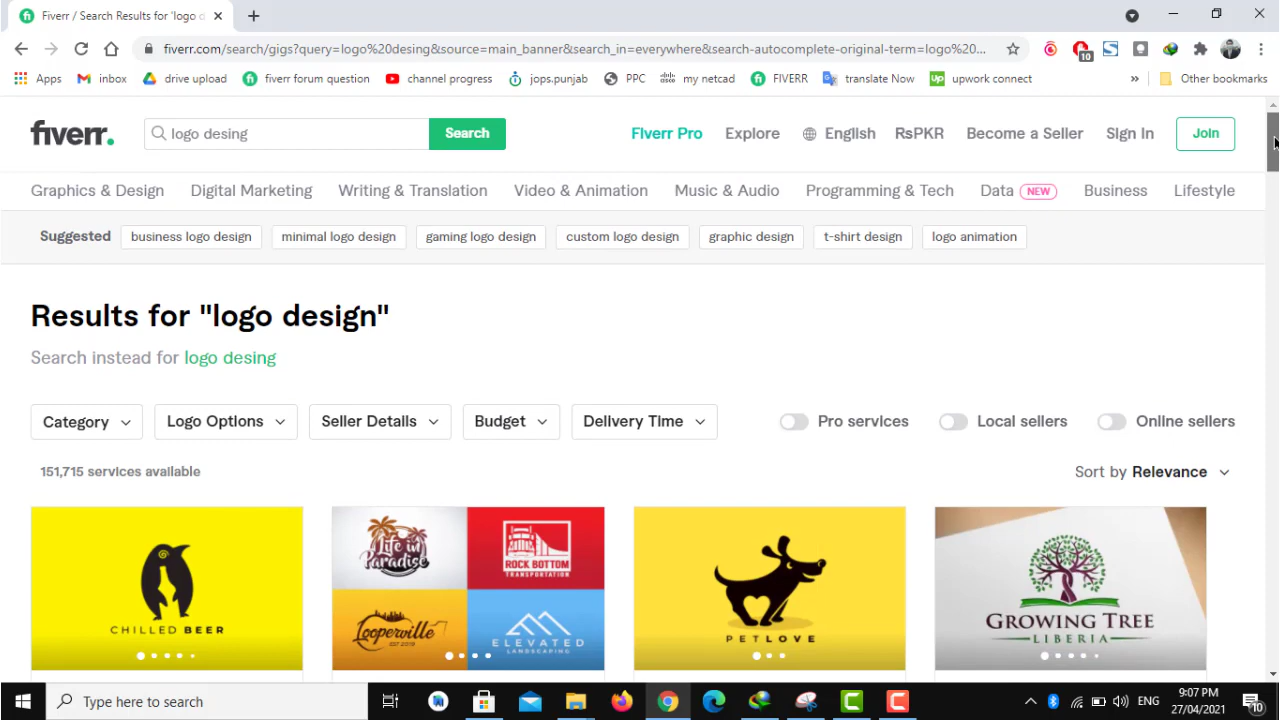 Fiverr / Search Results for 'logo d
fiverr.com/search/gigs?query=logo%20desing&source=main_banner&search_in=everywhere&search-autocomplete-original-term=logo%20...
10
Apps inbox drive upload fiverr forum question channel progress jops.punjab PPC my netcad FIVERR translate Now Up upwork connect » Other bookmarks
fiverr. logo desing Search Fiverr Pro Explore English RsPKR Become a Seller Sign In Join
Graphics & Design Digital Marketing Writing & Translation Video & Animation Music & Audio Programming & Tech Data NEW Business Lifestyle
Suggested business logo design minimal logo design gaming logo design custom logo design graphic design t-shirt design logo animation
Results for "logo design"
Search instead for logo desing
Category Logo Options Seller Details Budget Delivery Time Pro services Local sellers Online sellers
151,715 services available Sort by Relevance
CHILLED BEER
Life in Paradise
ROCK BOTTOM
TRANSPORTATION
Looperville
EST 2018
ELEVATED
LANDSCAPING
PETLOVE
GROWING TREE
LIBERIA
Type here to search ENG 9:07 PM
27/04/2021
10